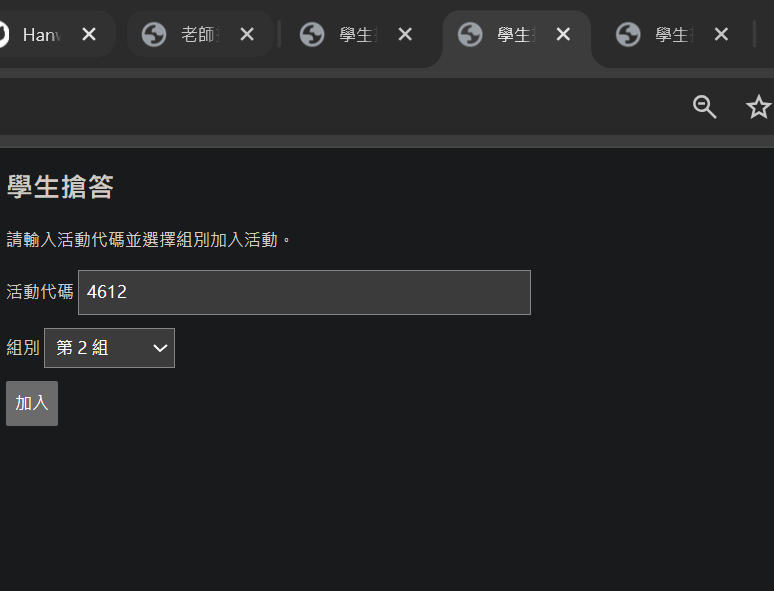 Hanw
老師
學生
學生搶
學生
學生搶答
請輸入活動代碼並選擇組別加入活動。
活動代碼 4612
組別 第 2 組
加入